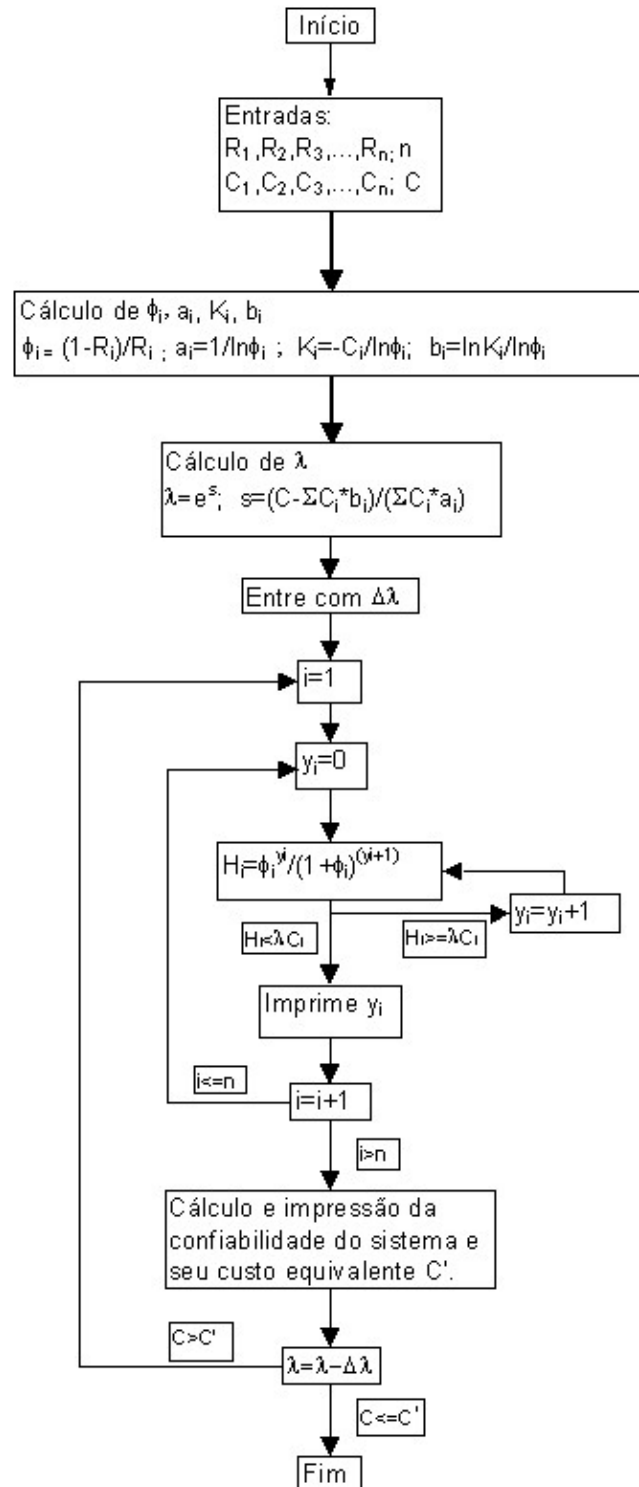 Início
Entradas:
R₁,R₂,R₃,...,Rₙ; n
C₁,C₂,C₃,...,Cₙ; C
Cálculo de ϕᵢ, aᵢ, Kᵢ, bᵢ
ϕᵢ= (1-Rᵢ)/Rᵢ ; aᵢ=1/lnϕᵢ ; Kᵢ=-Cᵢ/lnϕᵢ; bᵢ=lnKᵢ/lnϕᵢ
Cálculo de λ
λ=eˢ; s=(C-ΣCᵢ*bᵢ)/(ΣCᵢ*aᵢ)
Entre com Δλ
i=1
yᵢ=0
Hᵢ=ϕᵢ^yi/(1+ϕᵢ)^(yi+1)
yᵢ=yᵢ+1
Hᵢ<λCᵢ
Hᵢ>=λCᵢ
Imprime yᵢ
i<=n
i=i+1
i>n
Cálculo e impressão da
confiabilidade do sistema e
seu custo equivalente C'.
C>C'
λ=λ-Δλ
C<=C'
Fim